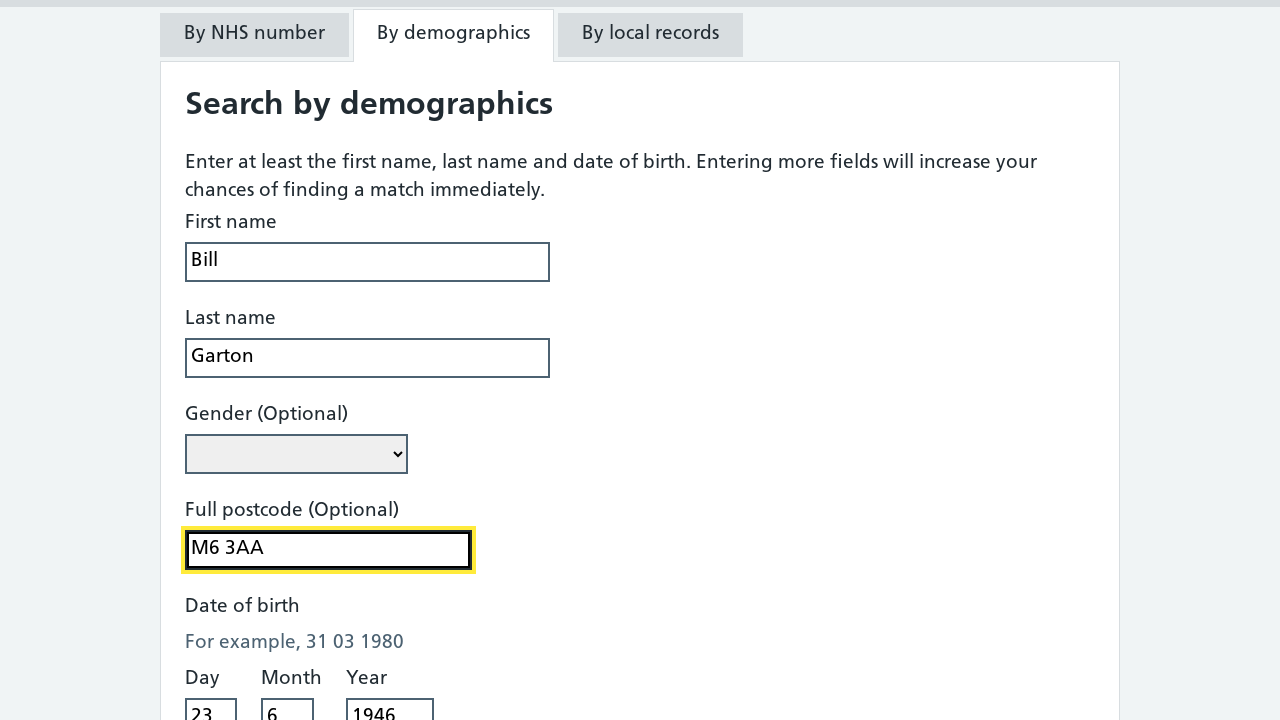 By NHS number
By demographics
By local records
Search by demographics
Enter at least the first name, last name and date of birth. Entering more fields will increase your
chances of finding a match immediately.
First name
Bill
Last name
Garton
Gender (Optional)
Full postcode (Optional)
M6 3AA
Date of birth
For example, 31 03 1980
Day Month Year
23 6 1946